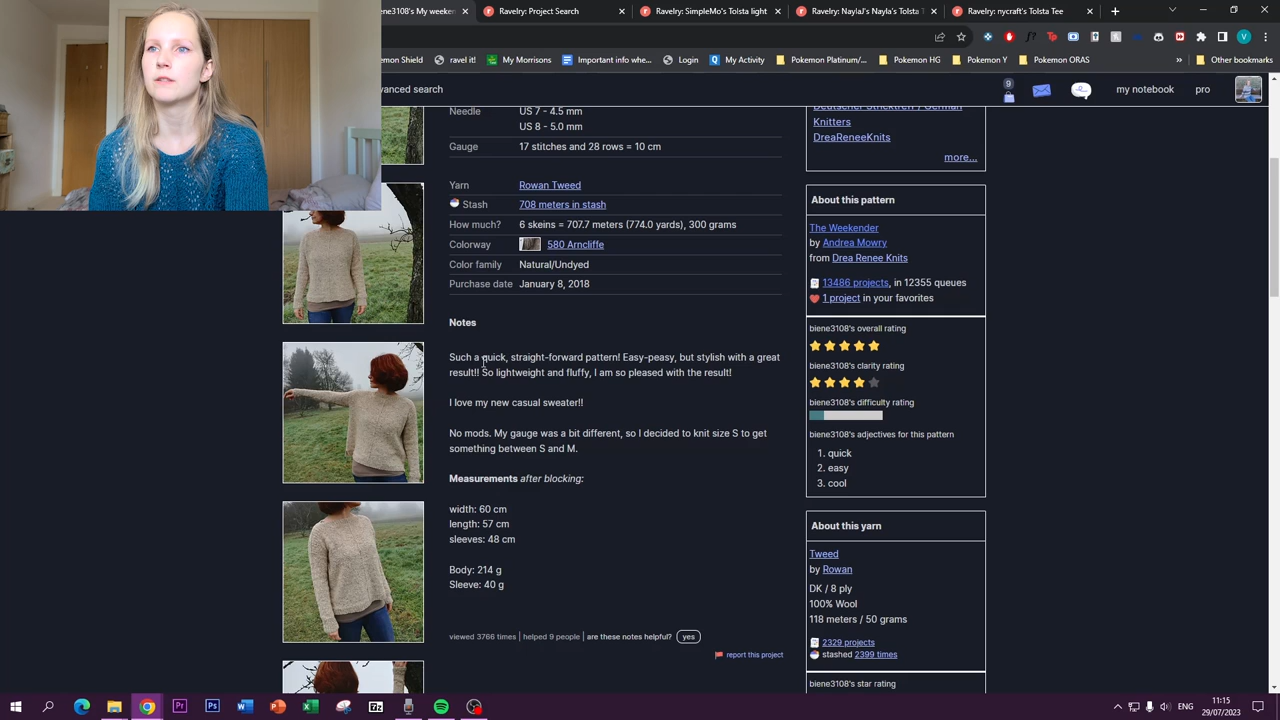 biene3108's My weeken
Ravelry: Project Search
Ravelry: SimpleMo's Tolsta light
Ravelry: NaylaJ's Nayla's Tolsta T
Ravelry: nycraft's Tolsta Tee
emon Shield
ravel it!
My Morrisons
Important info whe...
Login
My Activity
Pokemon Platinum/...
Pokemon HG
Pokemon Y
Pokemon ORAS
Other bookmarks
vanced search
9
my notebook
pro
Needle
US 7 - 4.5 mm
US 8 - 5.0 mm
Gauge
17 stitches and 28 rows = 10 cm
Yarn
Rowan Tweed
Stash
708 meters in stash
How much?
6 skeins = 707.7 meters (774.0 yards), 300 grams
Colorway
580 Arncliffe
Color family
Natural/Undyed
Purchase date
January 8, 2018
Notes
Such a quick, straight-forward pattern! Easy-peasy, but stylish with a great
result!! So lightweight and fluffy, I am so pleased with the result!
I love my new casual sweater!!
No mods. My gauge was a bit different, so I decided to knit size S to get
something between S and M.
Measurements after blocking:
width: 60 cm
length: 57 cm
sleeves: 48 cm
Body: 214 g
Sleeve: 40 g
viewed 3766 times | helped 9 people | are these notes helpful? yes
report this project
Deutscher Stricktreff / German
Knitters
DreaReneeKnits
more...
About this pattern
The Weekender
by Andrea Mowry
from Drea Renee Knits
13486 projects, in 12355 queues
1 project in your favorites
biene3108's overall rating
biene3108's clarity rating
biene3108's difficulty rating
biene3108's adjectives for this pattern
1. quick
2. easy
3. cool
About this yarn
Tweed
by Rowan
DK / 8 ply
100% Wool
118 meters / 50 grams
2329 projects
stashed 2399 times
biene3108's star rating
ENG
11:15
29/07/2023